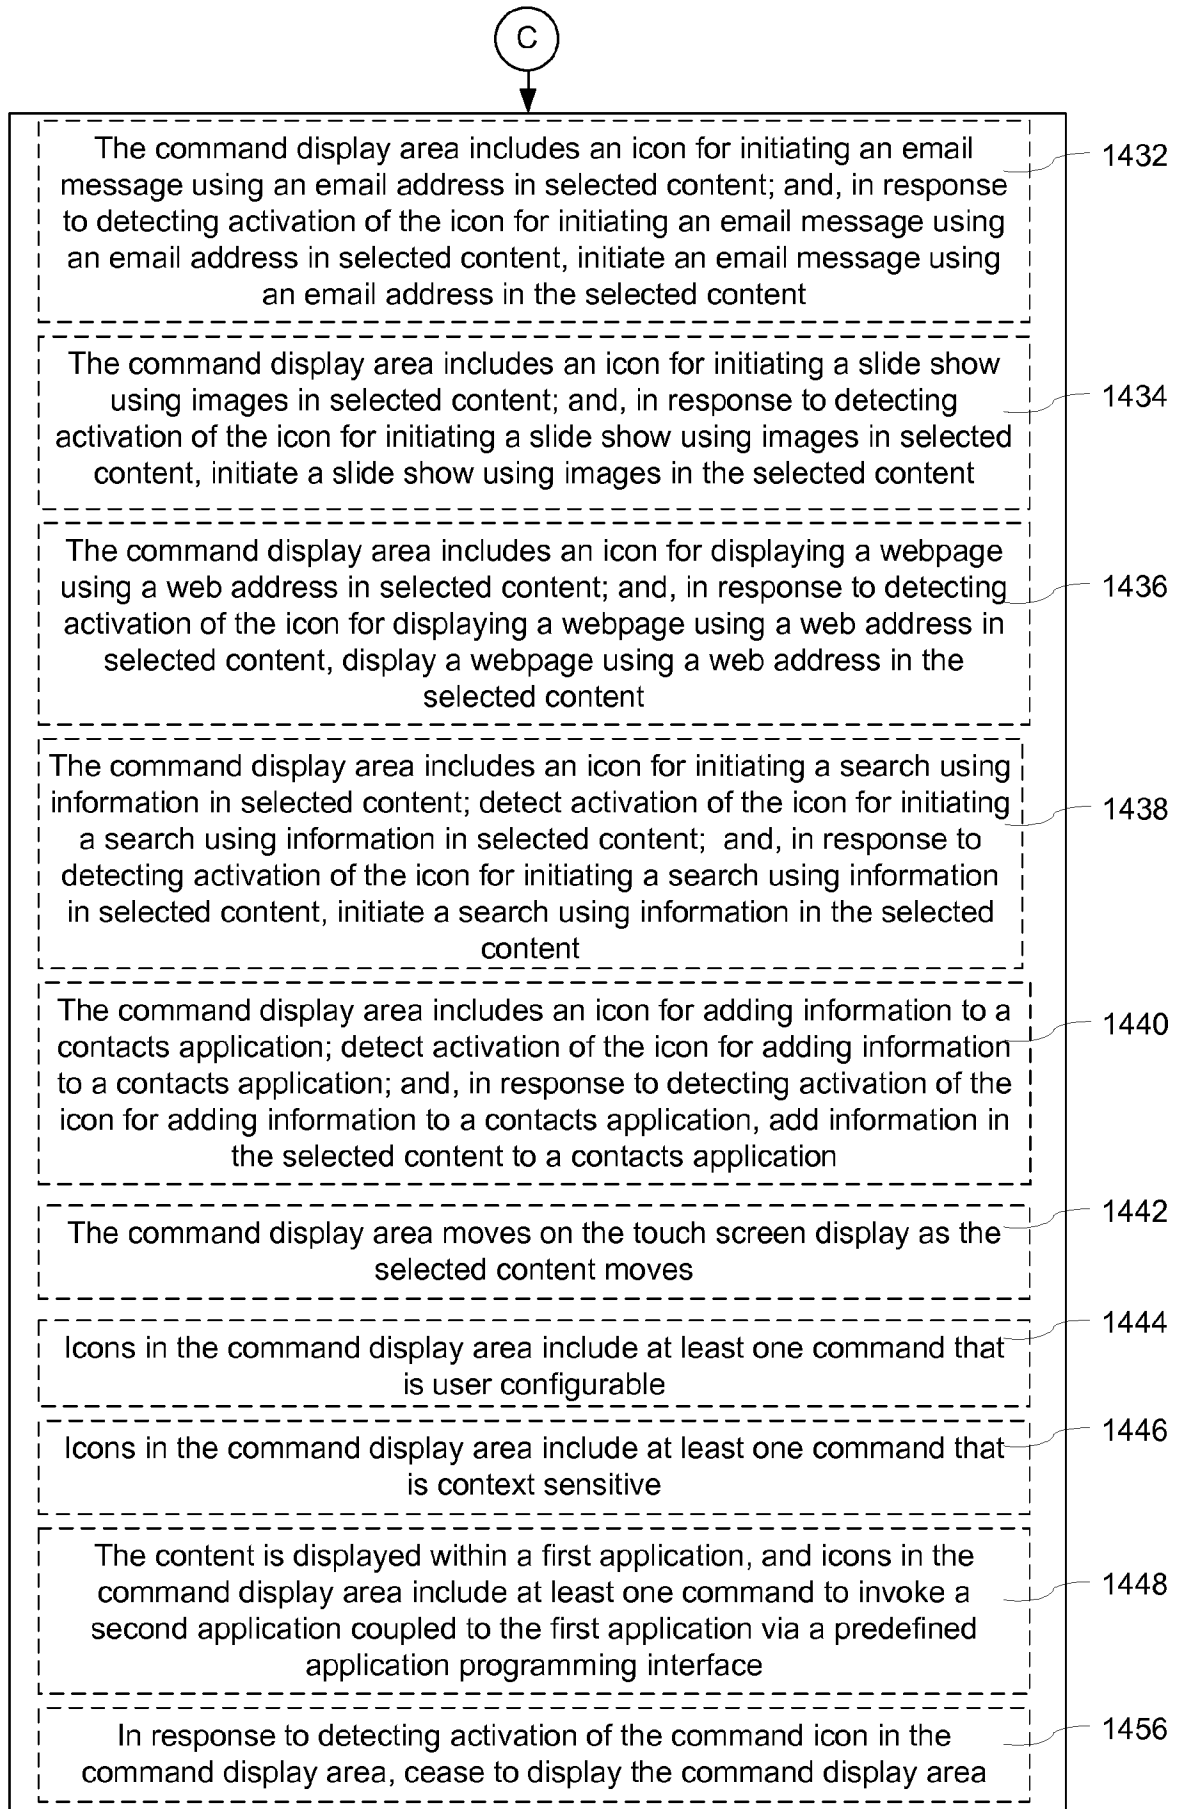 C
The command display area includes an icon for initiating an email
message using an email address in selected content; and, in response
to detecting activation of the icon for initiating an email message using
an email address in selected content, initiate an email message using
an email address in the selected content
1432
The command display area includes an icon for initiating a slide show
using images in selected content; and, in response to detecting
activation of the icon for initiating a slide show using images in selected
content, initiate a slide show using images in the selected content
1434
The command display area includes an icon for displaying a webpage
using a web address in selected content; and, in response to detecting
activation of the icon for displaying a webpage using a web address in
selected content, display a webpage using a web address in the
selected content
1436
The command display area includes an icon for initiating a search using
information in selected content; detect activation of the icon for initiating
a search using information in selected content;  and, in response to
detecting activation of the icon for initiating a search using information
in selected content, initiate a search using information in the selected
content
1438
The command display area includes an icon for adding information to a
contacts application; detect activation of the icon for adding information
to a contacts application; and, in response to detecting activation of the
icon for adding information to a contacts application, add information in
the selected content to a contacts application
1440
The command display area moves on the touch screen display as the
selected content moves
1442
Icons in the command display area include at least one command that
is user configurable
1444
Icons in the command display area include at least one command that
is context sensitive
1446
The content is displayed within a first application, and icons in the
command display area include at least one command to invoke a
second application coupled to the first application via a predefined
application programming interface
1448
In response to detecting activation of the command icon in the
command display area, cease to display the command display area
1456